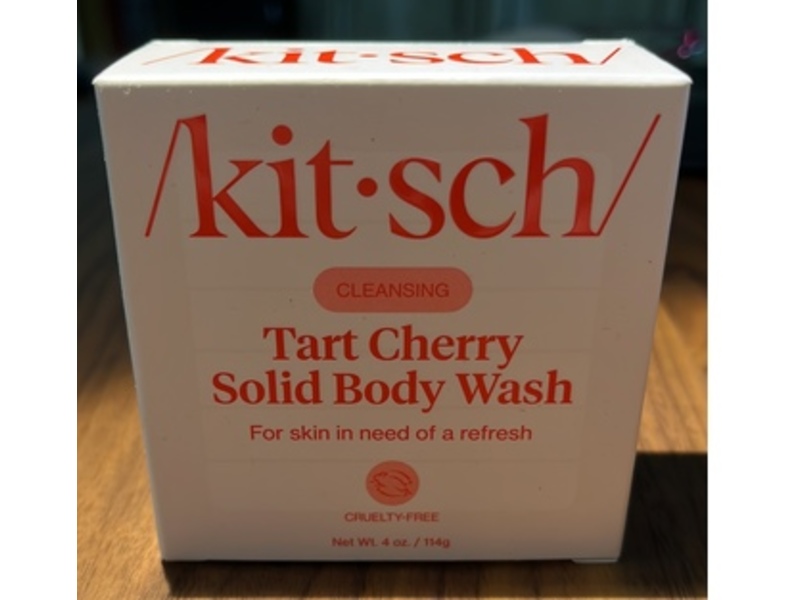 /kit·sch/
/kit·sch/
CLEANSING
Tart Cherry
Solid Body Wash
For skin in need of a refresh
CRUELTY-FREE
Net Wt. 4 oz. / 114g